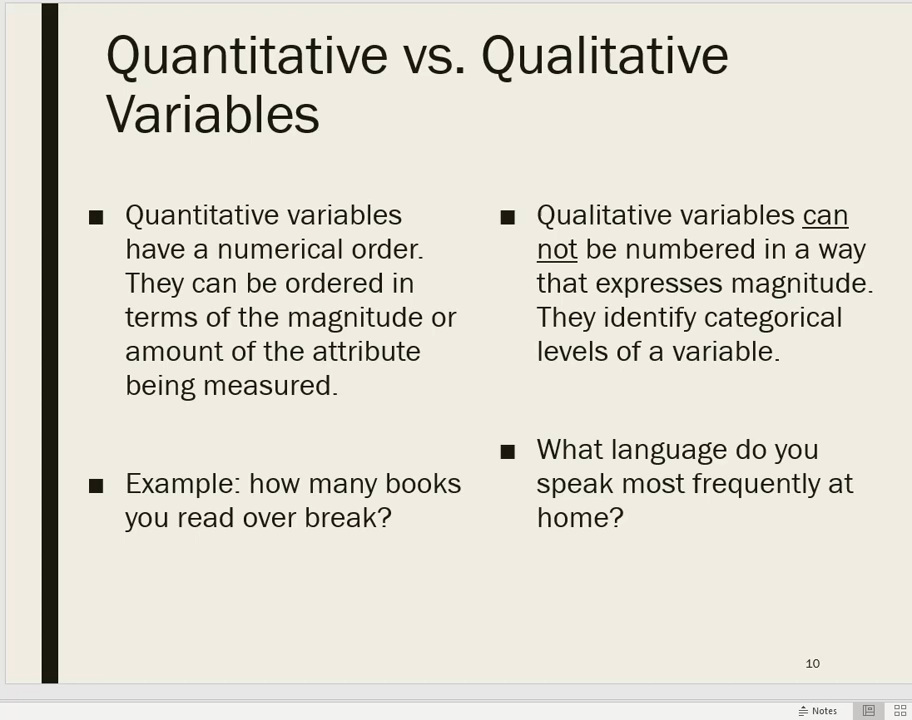 Quantitative vs. Qualitative
Variables
■ Quantitative variables
have a numerical order.
They can be ordered in
terms of the magnitude or
amount of the attribute
being measured.
■ Example: how many books
you read over break?
■ Qualitative variables can
not be numbered in a way
that expresses magnitude.
They identify categorical
levels of a variable.
■ What language do you
speak most frequently at
home?
10
Notes